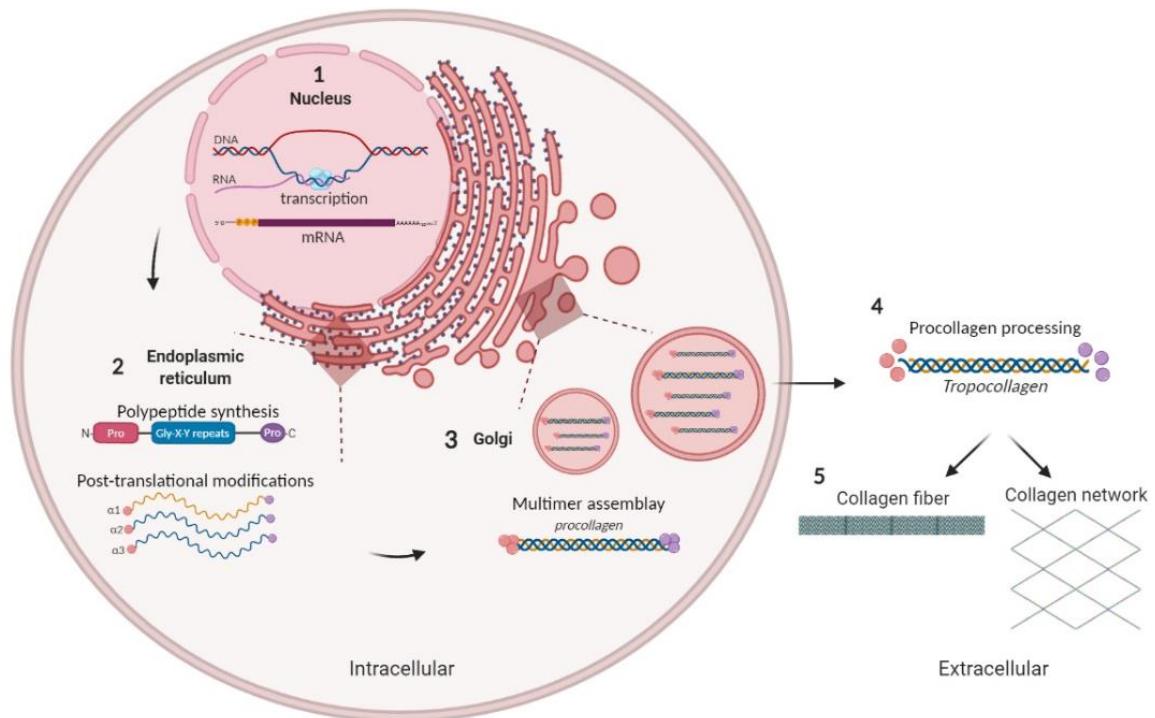 1
Nucleus
DNA
RNA
transcription
mRNA
2
Endoplasmic
reticulum
Polypeptide synthesis
N- Pro Gly-X-Y repeats Pro -C
Post-translational modifications
α1
α2
α3
3 Golgi
Multimer assemblay
procollagen
Intracellular
4
Procollagen processing
Tropocollagen
5
Collagen fiber
Collagen network
Extracellular